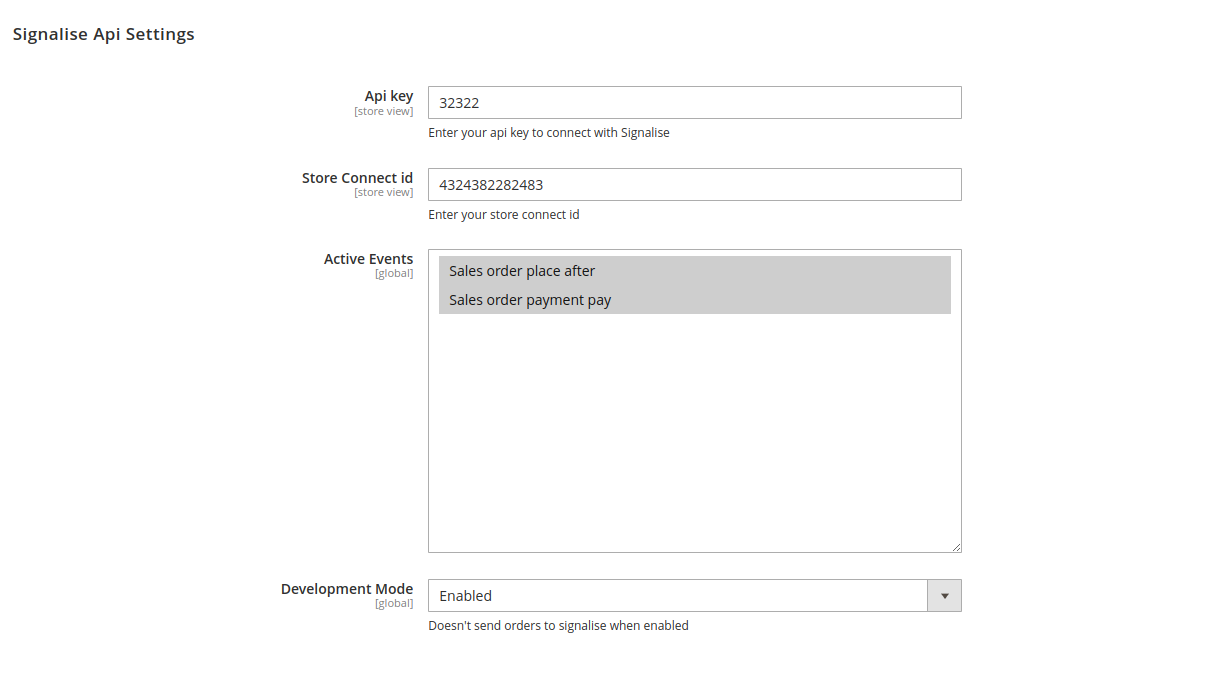 Signalise Api Settings
Api key
[store view]
32322
Enter your api key to connect with Signalise
Store Connect id
[store view]
4324382282483
Enter your store connect id
Active Events
[global]
Sales order place after
Sales order payment pay
Development Mode
[global]
Enabled
Doesn't send orders to signalise when enabled